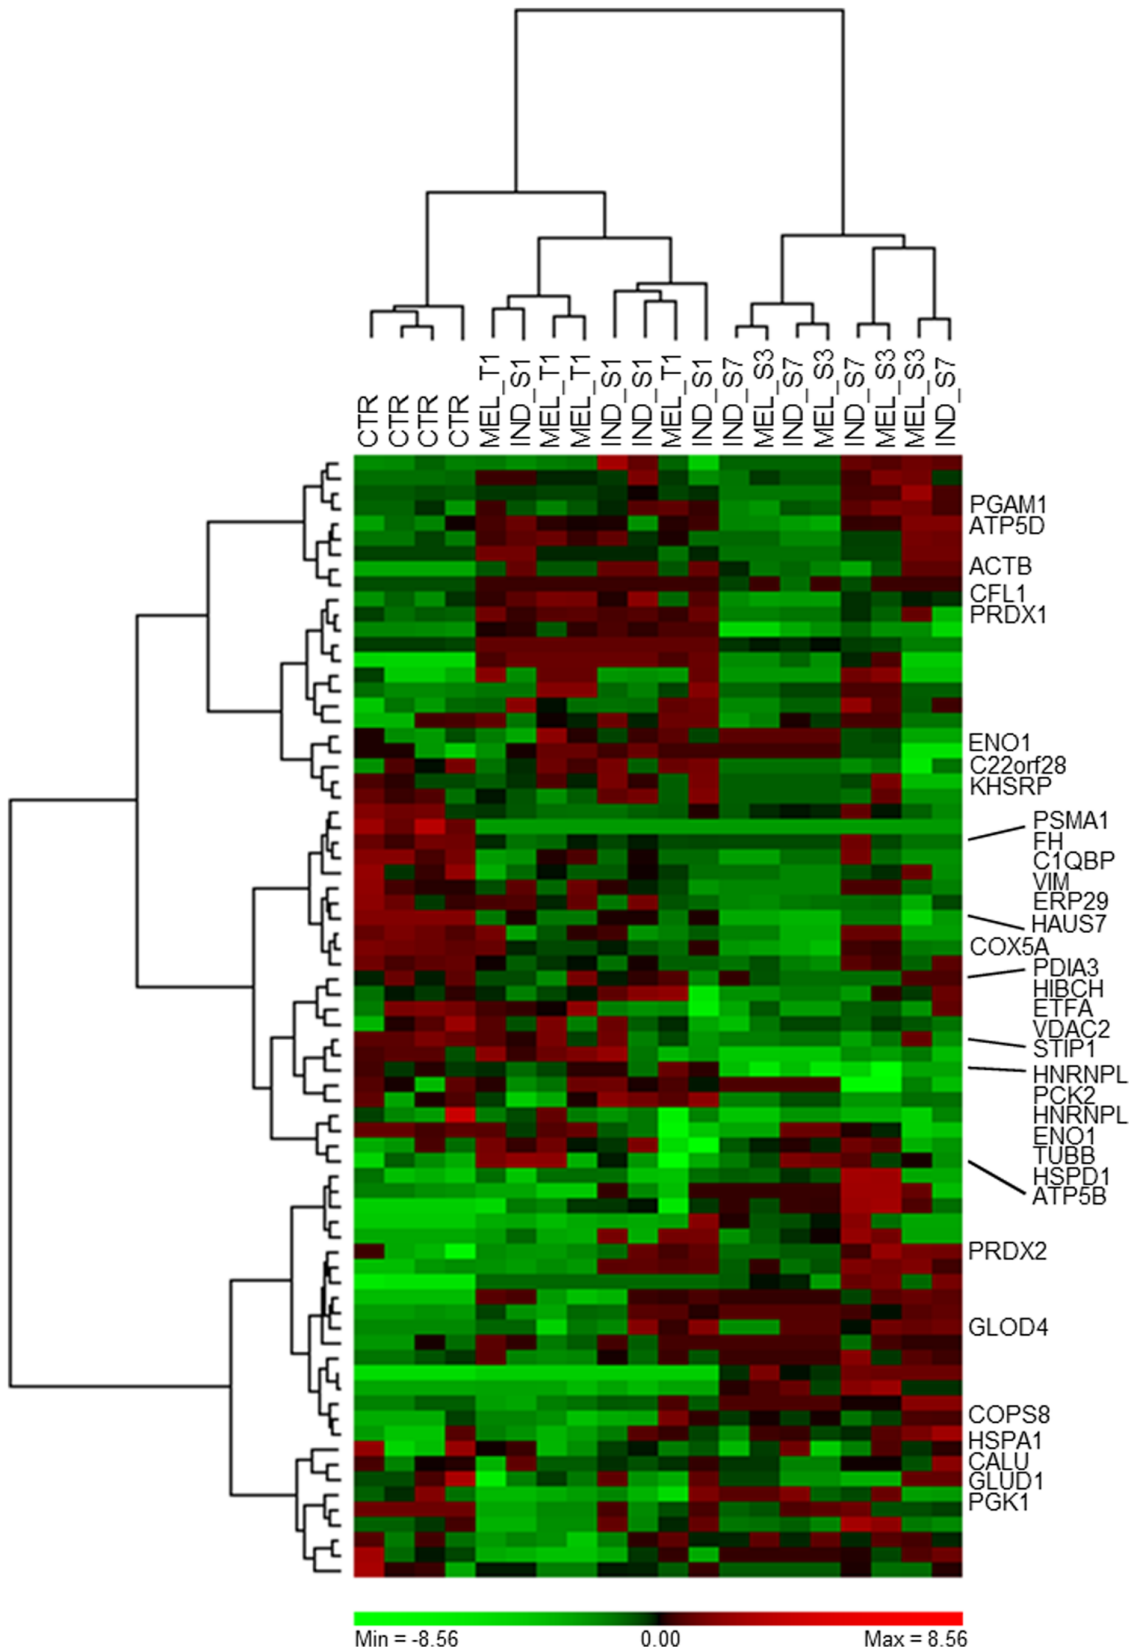 CTR
CTR
CTR
CTR
MEL_T1
IND_S1
MEL_T1
MEL_T1
IND_S1
IND_S1
MEL_T1
IND_S1
IND_S7
MEL_S3
IND_S7
MEL_S3
IND_S7
MEL_S3
MEL_S3
IND_S7
PGAM1
ATP5D
ACTB
CFL1
PRDX1
ENO1
C22orf28
KHSRP
PSMA1
FH
C1QBP
VIM
ERP29
HAUS7
COX5A
PDIA3
HIBCH
ETFA
VDAC2
STIP1
HNRNPL
PCK2
HNRNPL
ENO1
TUBB
HSPD1
ATP5B
PRDX2
GLOD4
COPS8
HSPA1
CALU
GLUD1
PGK1
Min = -8.56 0.00 Max = 8.56